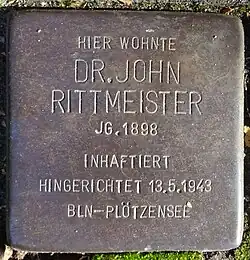 HIER WOHNTE
DR. JOHN
RITTMEISTER
JG. 1898
INHAFTIERT
HINGERICHTET 13.5.1943
BLN-PLÖTZENSEE